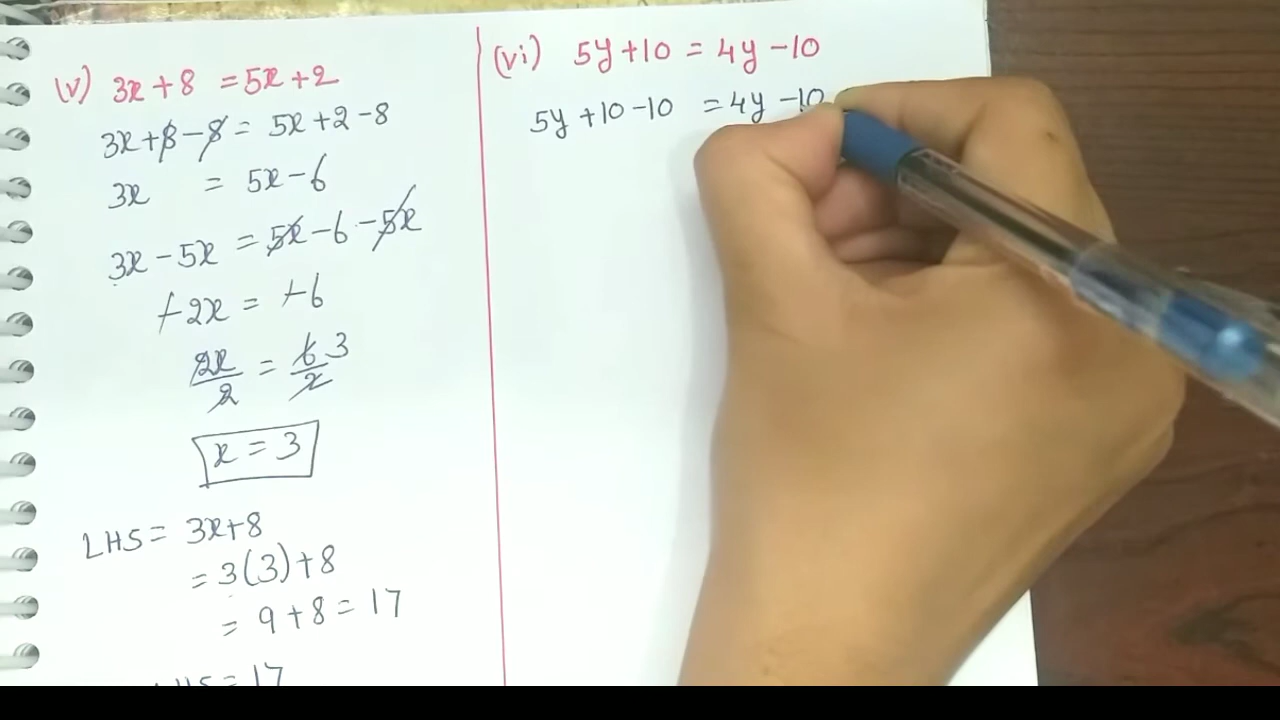 (v) 3x + 8 = 5x + 2
3x + 8 - 8 = 5x + 2 - 8
3x = 5x - 6
3x - 5x = 5x - 6 - 5x
-2x = -6
2x/2 = 6/2 3
x = 3
LHS = 3x + 8
= 3(3) + 8
= 9 + 8 = 17
LHS = 17
(vi) 5y + 10 = 4y - 10
5y + 10 - 10 = 4y - 10